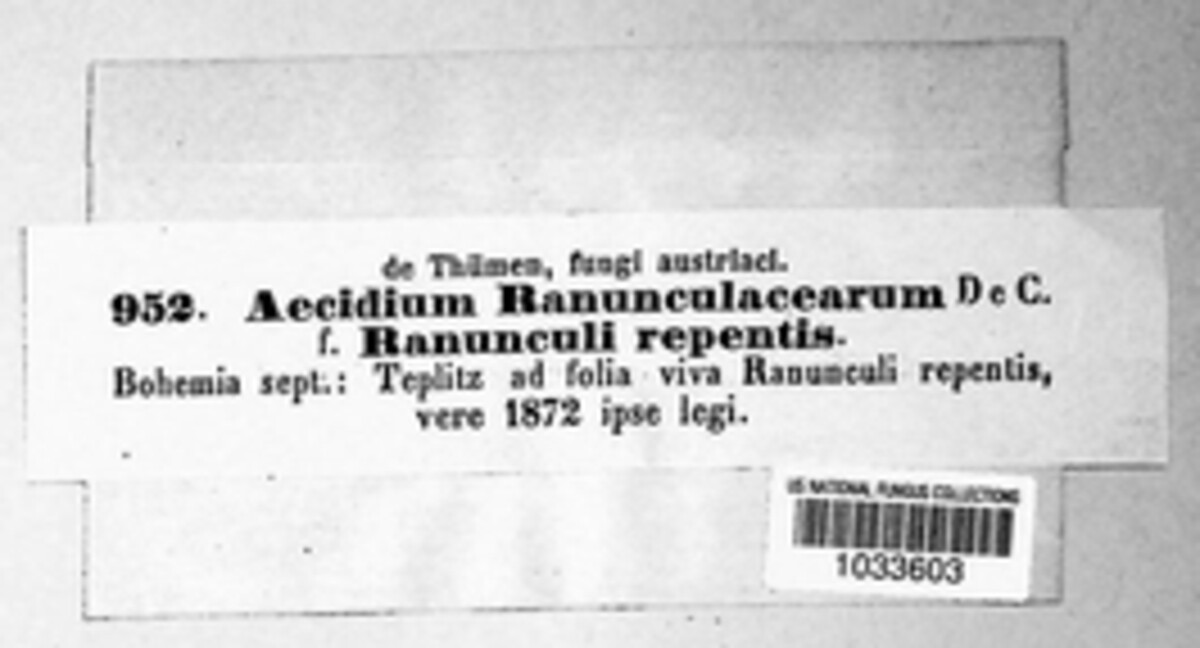 de Thümen, fungi austriaci.
952. Aecidium Ranunculacearum De C.
f. Ranunculi repentis.
Bohemia sept.: Teplitz ad folia viva Ranunculi repentis,
vere 1872 ipse legi.
US NATIONAL FUNGUS COLLECTIONS
1033603